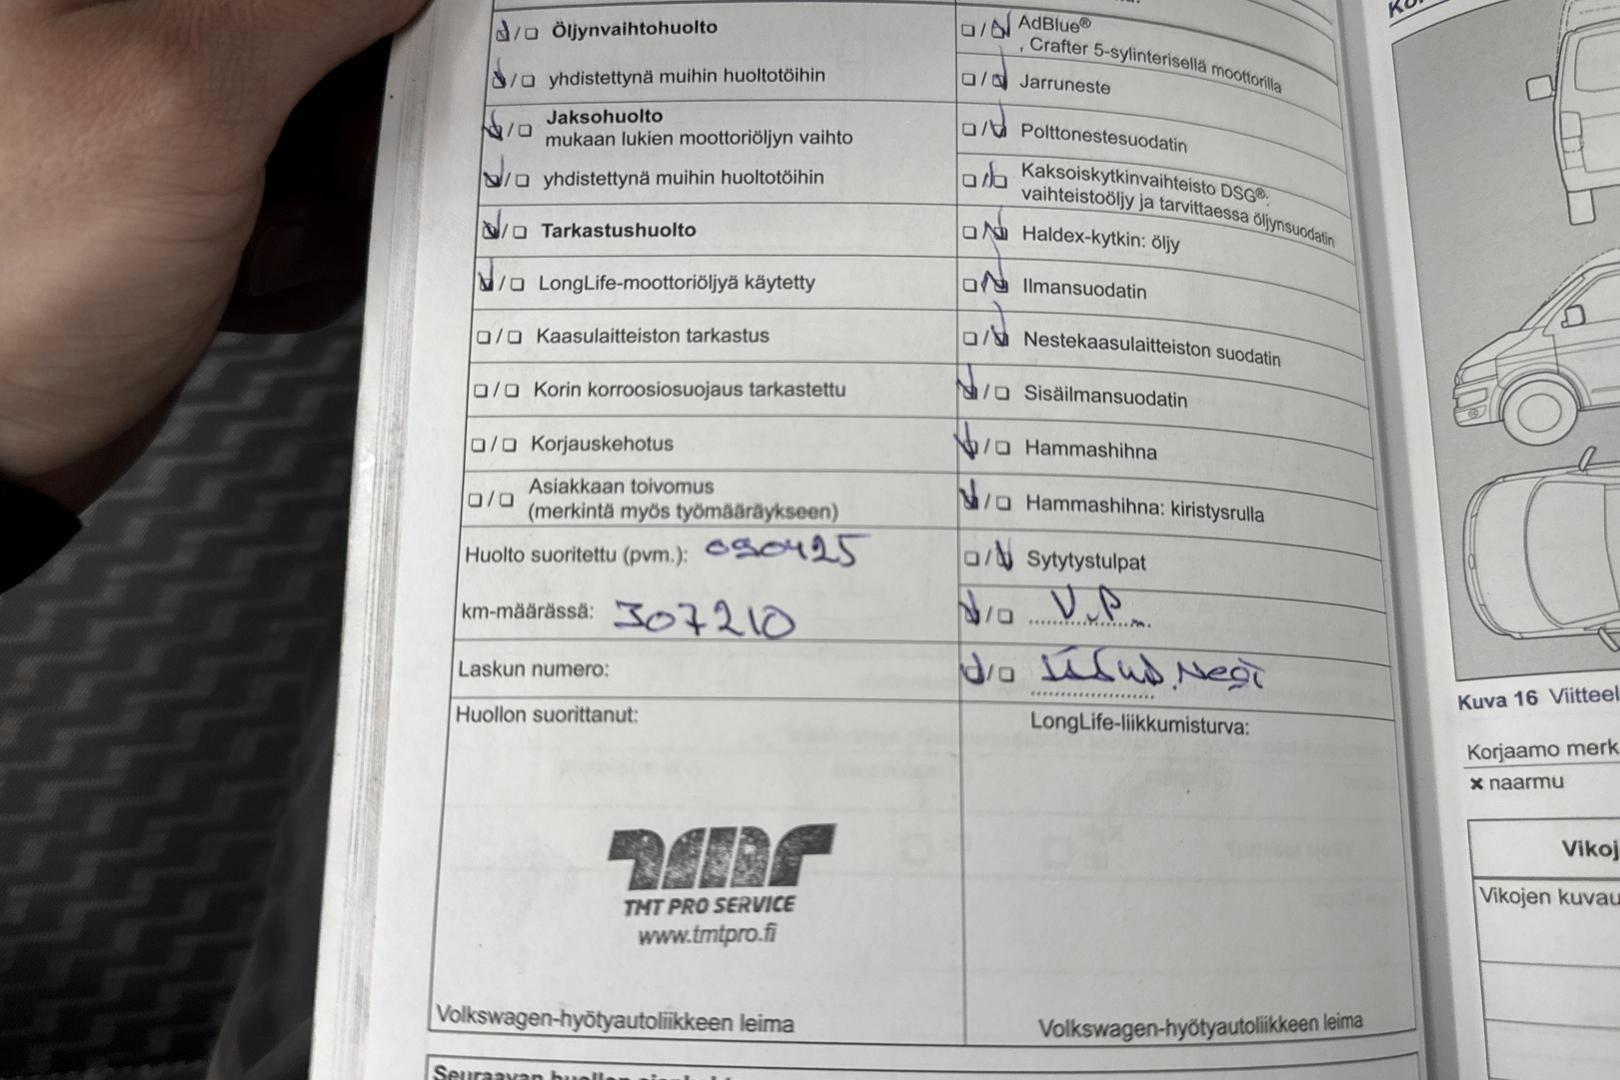 Öljynvaihtohuolto
yhdistettynä muihin huoltotöihin
Jaksohuolto
mukaan lukien moottoriöljyn vaihto
yhdistettynä muihin huoltotöihin
Tarkastushuolto
LongLife-moottoriöljyä käytetty
Kaasulaitteiston tarkastus
Korin korroosiosuojaus tarkastettu
Korjauskehotus
Asiakkaan toivomus
(merkintä myös työmääräykseen)
Huolto suoritettu (pvm.): 090425
km-määrässä: 307210
Laskun numero:
Huollon suorittanut:
TMT PRO SERVICE
www.tmtpro.fi
Volkswagen-hyötyautoliikkeen leima
AdBlue®
, Crafter 5-sylinterisellä moottorilla
Jarruneste
Polttonestesuodatin
Kaksoiskytkinvaihteisto DSG®:
vaihteistoöljy ja tarvittaessa öljynsuodatin
Haldex-kytkin: öljy
Ilmansuodatin
Nestekaasulaitteiston suodatin
Sisäilmansuodatin
Hammashihna
Hammashihna: kiristysrulla
Sytytystulpat
V.P.
LongLife-liikkumisturva:
Volkswagen-hyötyautoliikkeen leima
Kuva 16
Korjaamo merk
x naarmu
Vikoj
Vikojen kuvau